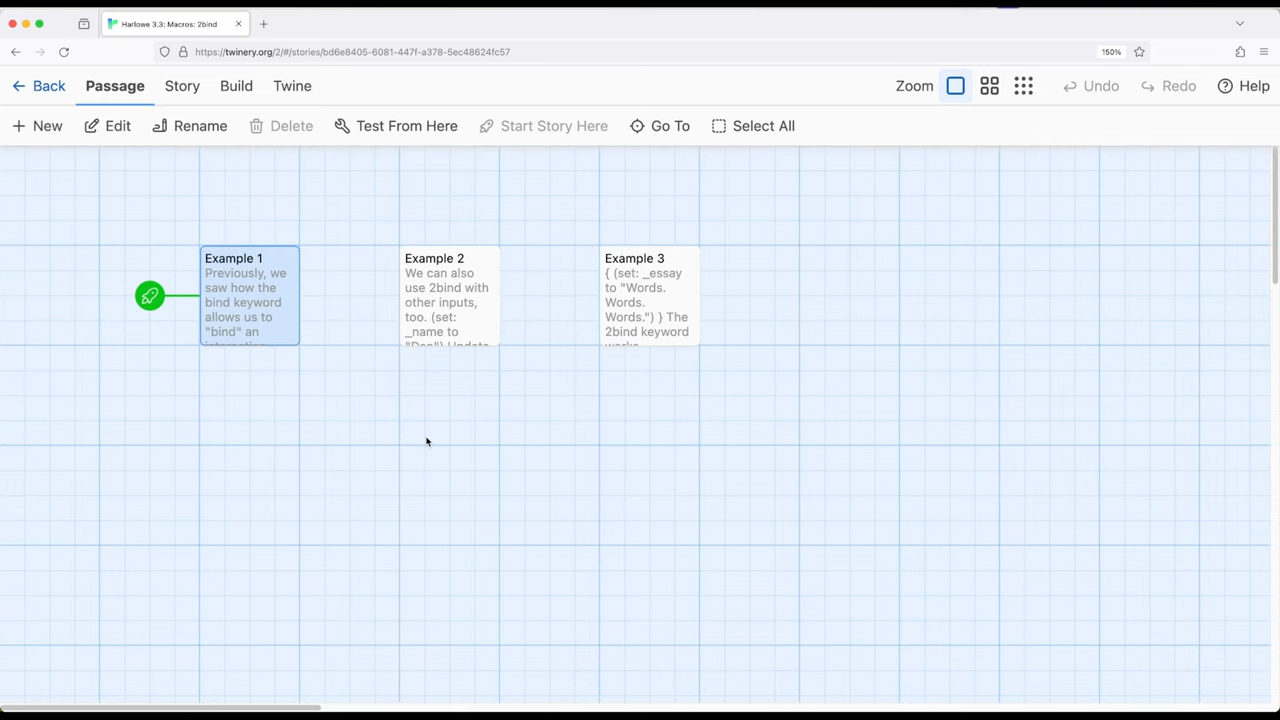 Harlowe 3.3: Macros: 2bind
https://twinery.org/2/#/stories/bd6e8405-6081-447f-a378-5ec48624fc57
150%
Back Passage Story Build Twine Zoom Undo Redo Help
New Edit Rename Delete Test From Here Start Story Here Go To Select All
Example 1
Previously, we
saw how the
bind keyword
allows us to
"bind" an
interaction
Example 2
We can also
use 2bind with
other inputs,
too. (set:
_name to
"Dan") Update
Example 3
{ (set: _essay
to "Words.
Words.
Words.") } The
2bind keyword
works